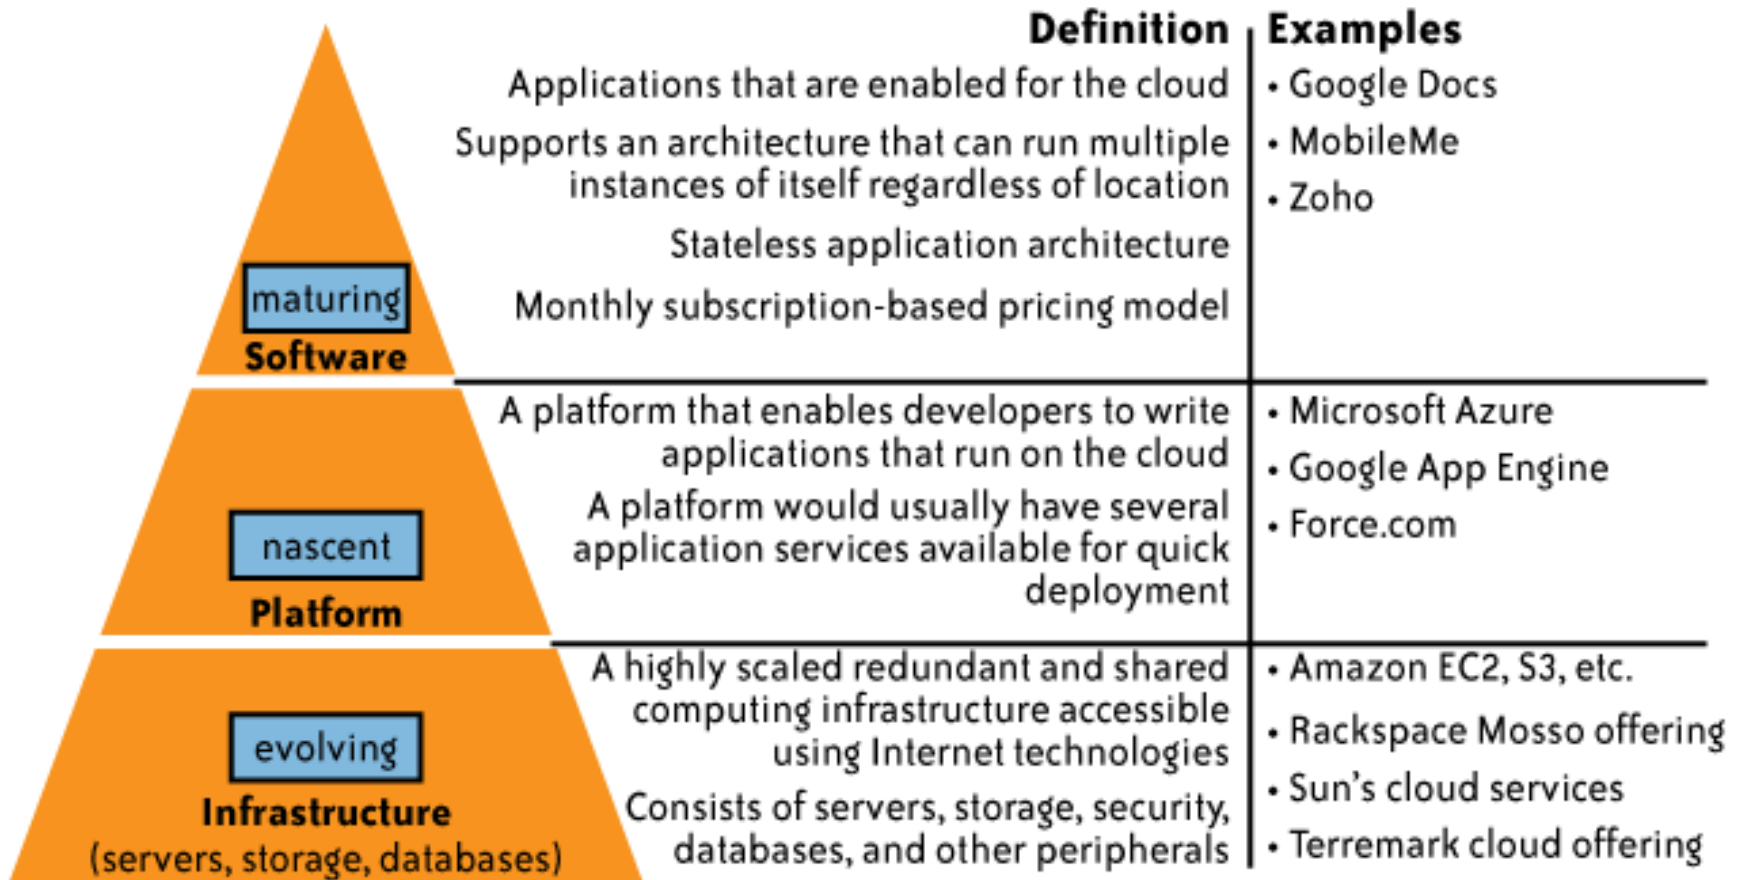 Definition
Examples
Applications that are enabled for the cloud
Supports an architecture that can run multiple
instances of itself regardless of location
Stateless application architecture
Monthly subscription-based pricing model
• Google Docs
• MobileMe
• Zoho
maturing
Software
A platform that enables developers to write
applications that run on the cloud
A platform would usually have several
application services available for quick
deployment
• Microsoft Azure
• Google App Engine
• Force.com
nascent
Platform
A highly scaled redundant and shared
computing infrastructure accessible
using Internet technologies
Consists of servers, storage, security,
databases, and other peripherals
• Amazon EC2, S3, etc.
• Rackspace Mosso offering
• Sun's cloud services
• Terremark cloud offering
evolving
Infrastructure
(servers, storage, databases)